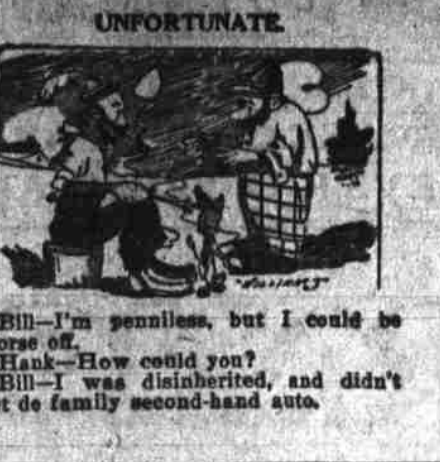 UNFORTUNATE.
Bill—I'm penniless, but I could be
orse off.
Hank—How could you?
Bill—I was disinherited, and didn't
t de family second-hand auto.